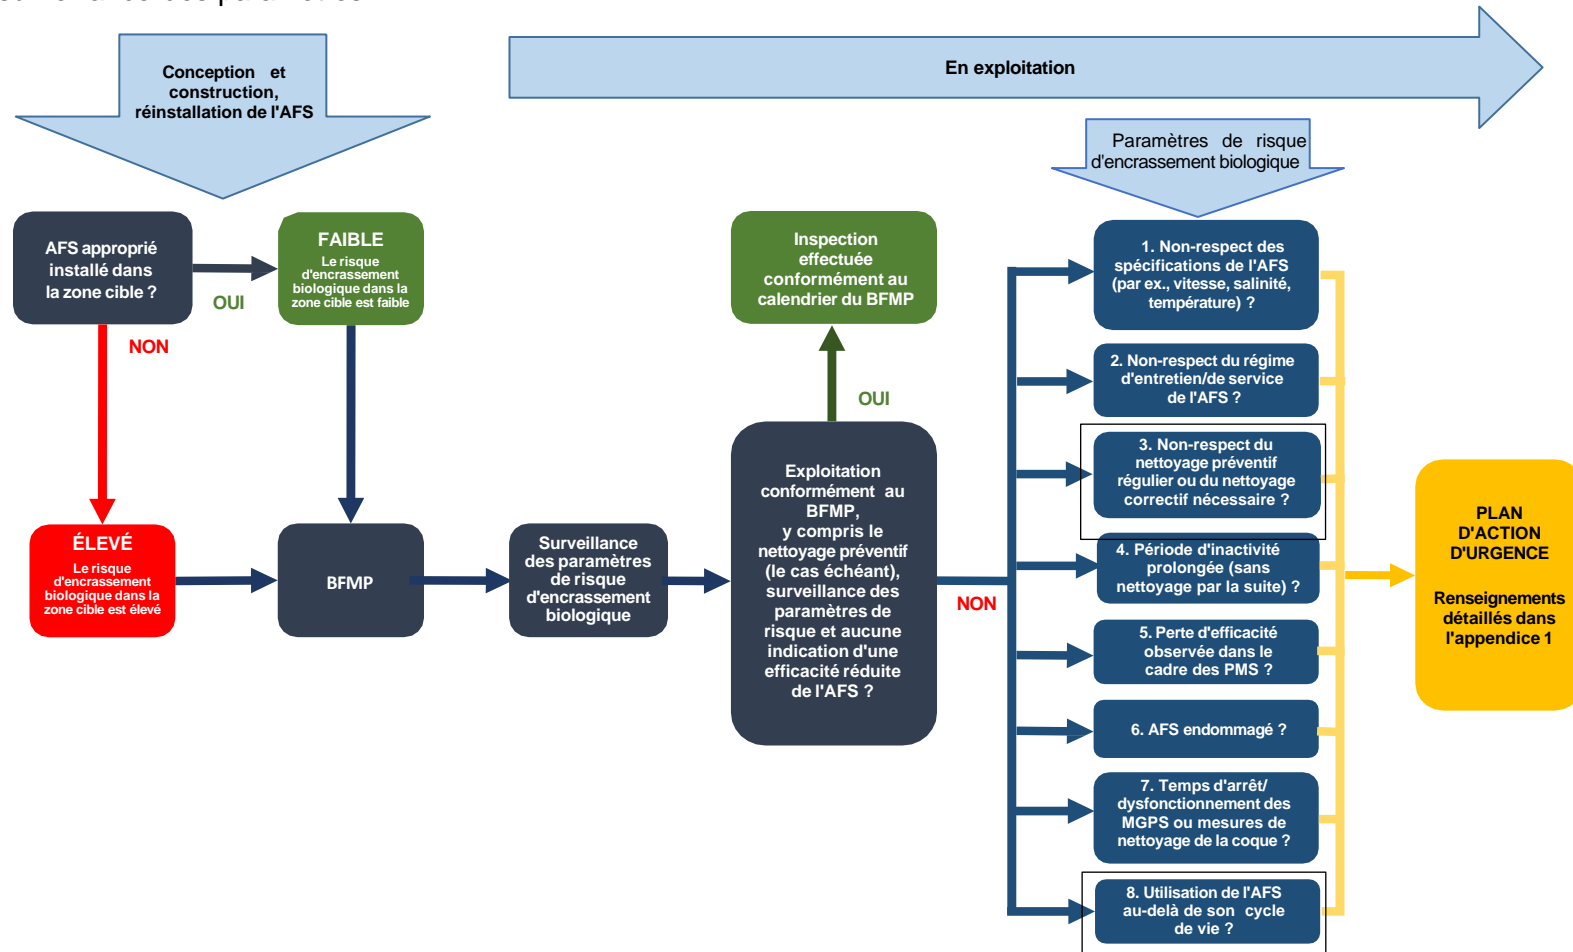 Conception et
construction,
réinstallation de l'AFS
En exploitation
Paramètres de risque
d'encrassement biologique
AFS approprié
installé dans
la zone cible ?
OUI
NON
FAIBLE
Le risque
d'encrassement
biologique dans la
zone cible est faible
ÉLEVÉ
Le risque
d'encrassement
biologique dans la
zone cible est élevé
BFMP
Surveillance
des paramètres
de risque
d'encrassement
biologique
Inspection
effectuée
conformément au
calendrier du BFMP
OUI
Exploitation
conformément au
BFMP,
y compris le
nettoyage préventif
(le cas échéant),
surveillance des
paramètres de
risque et aucune
indication d'une
efficacité réduite
de l'AFS ?
NON
1. Non-respect des
spécifications de l'AFS
(par ex., vitesse, salinité,
température) ?
2. Non-respect du régime
d'entretien/de service
de l'AFS ?
3. Non-respect du
nettoyage préventif
régulier ou du nettoyage
correctif nécessaire ?
4. Période d'inactivité
prolongée (sans
nettoyage par la suite) ?
5. Perte d'efficacité
observée dans le
cadre des PMS ?
6. AFS endommagé ?
7. Temps d'arrêt/
dysfonctionnement des
MGPS ou mesures de
nettoyage de la coque ?
8. Utilisation de l'AFS
au-delà de son cycle
de vie ?
PLAN
D'ACTION
D'URGENCE
Renseignements
détaillés dans
l'appendice 1